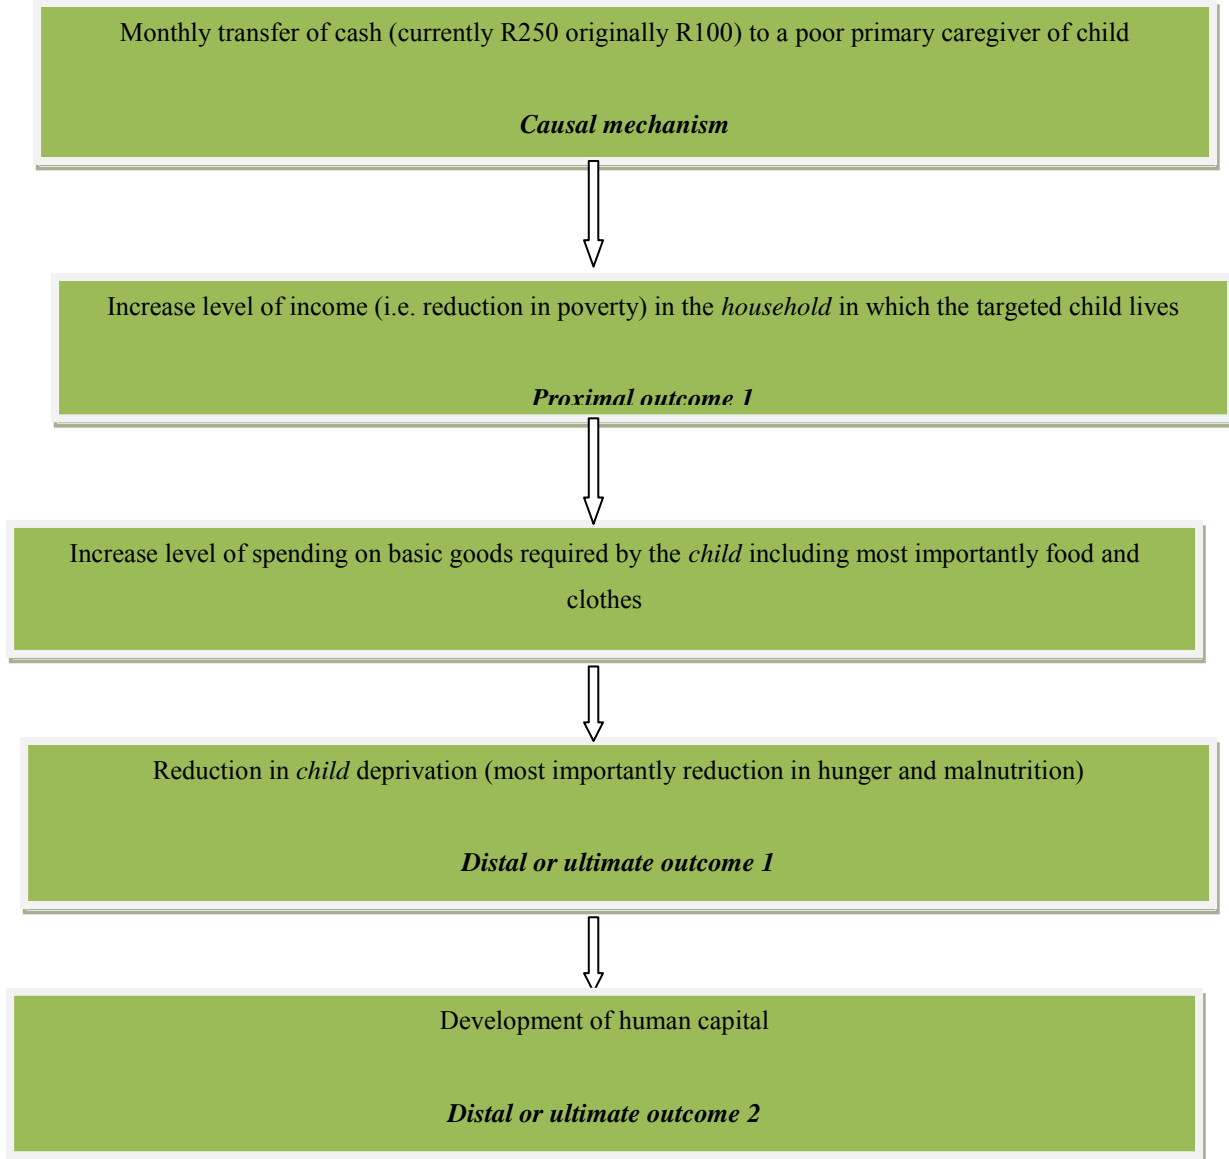 Monthly transfer of cash (currently R250 originally R100) to a poor primary caregiver of child
Causal mechanism
Increase level of income (i.e. reduction in poverty) in the household in which the targeted child lives
Proximal outcome 1
Increase level of spending on basic goods required by the child including most importantly food and
clothes
Reduction in child deprivation (most importantly reduction in hunger and malnutrition)
Distal or ultimate outcome 1
Development of human capital
Distal or ultimate outcome 2